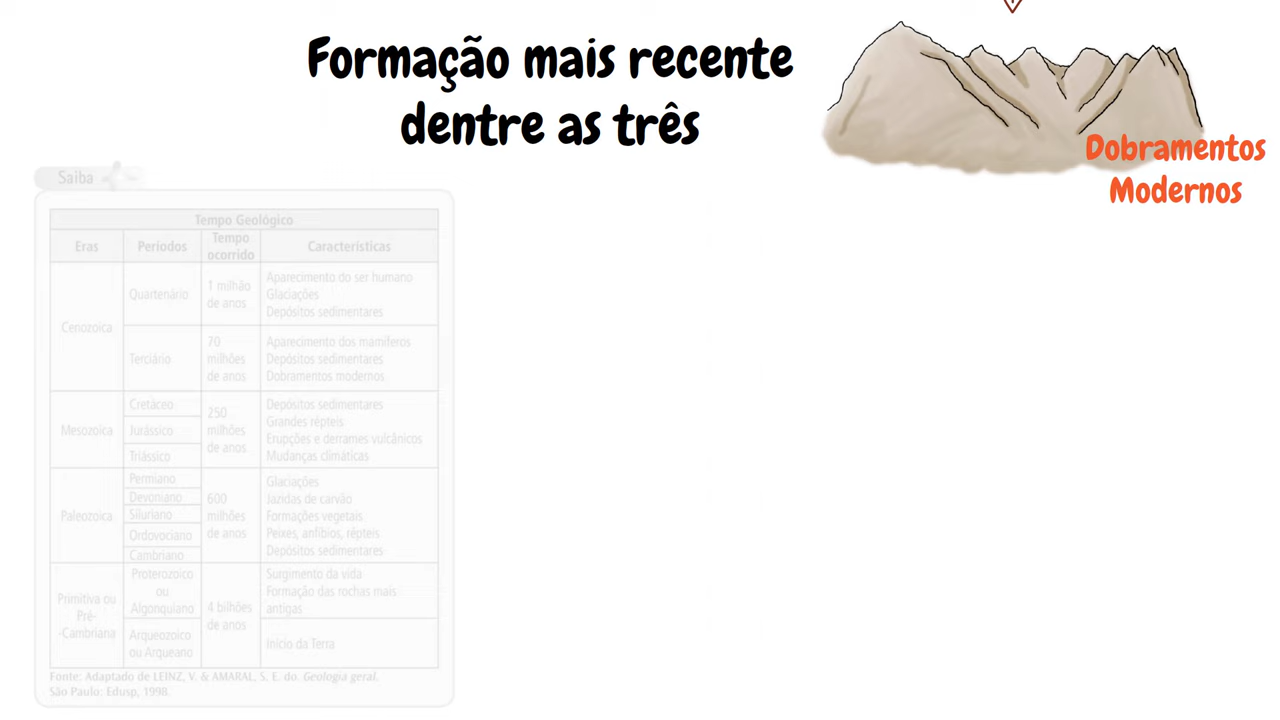 Formação mais recente
dentre as três
Dobramentos
Modernos
Saiba +
Tempo Geológico
Eras
Períodos
Tempo
ocorrido
Características
Cenozoica
Quartenário
1 milhão
de anos
Aparecimento do ser humano
Glaciações
Depósitos sedimentares
Terciário
70
milhões
de anos
Aparecimento dos mamíferos
Depósitos sedimentares
Dobramentos modernos
Mesozoica
Cretáceo
Jurássico
Triássico
250
milhões
de anos
Depósitos sedimentares
Grandes répteis
Erupções e derrames vulcânicos
Mudanças climáticas
Paleozoica
Permiano
Devoniano
Siluriano
Ordovociano
Cambriano
600
milhões
de anos
Glaciações
Jazidas de carvão
Formações vegetais
Peixes, anfíbios, répteis
Depósitos sedimentares
Primitiva ou
Pré-
-Cambriana
Proterozoico
ou
Algonquiano
Arqueozoico
ou Arqueano
4 bilhões
de anos
Surgimento da vida
Formação das rochas mais
antigas
Início da Terra
Fonte: Adaptado de LEINZ, V. & AMARAL, S. E. do. Geologia geral.
São Paulo: Edusp, 1998.